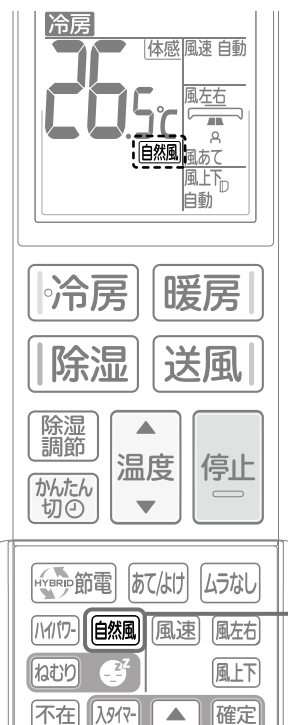 冷房
体感 風速 自動
26.5℃
風左右
自然風
風あて
風上下
自動
冷房 暖房
除湿 送風
除湿
調節
温度
停止
かんたん
切
HYBRID 節電 あて/よけ ムラなし
ハイパワー 自然風 風速 風左右
ねむり zzz 風上下
不在 入タイマー 確定